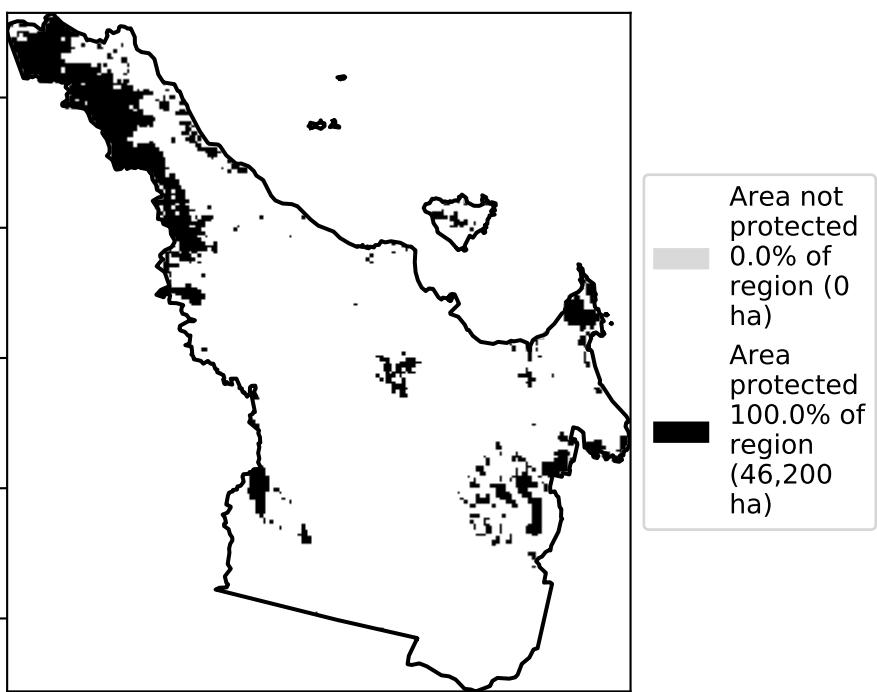 Area not
protected
0.0% of
region (0
ha)
Area
protected
100.0% of
region
(46,200
ha)